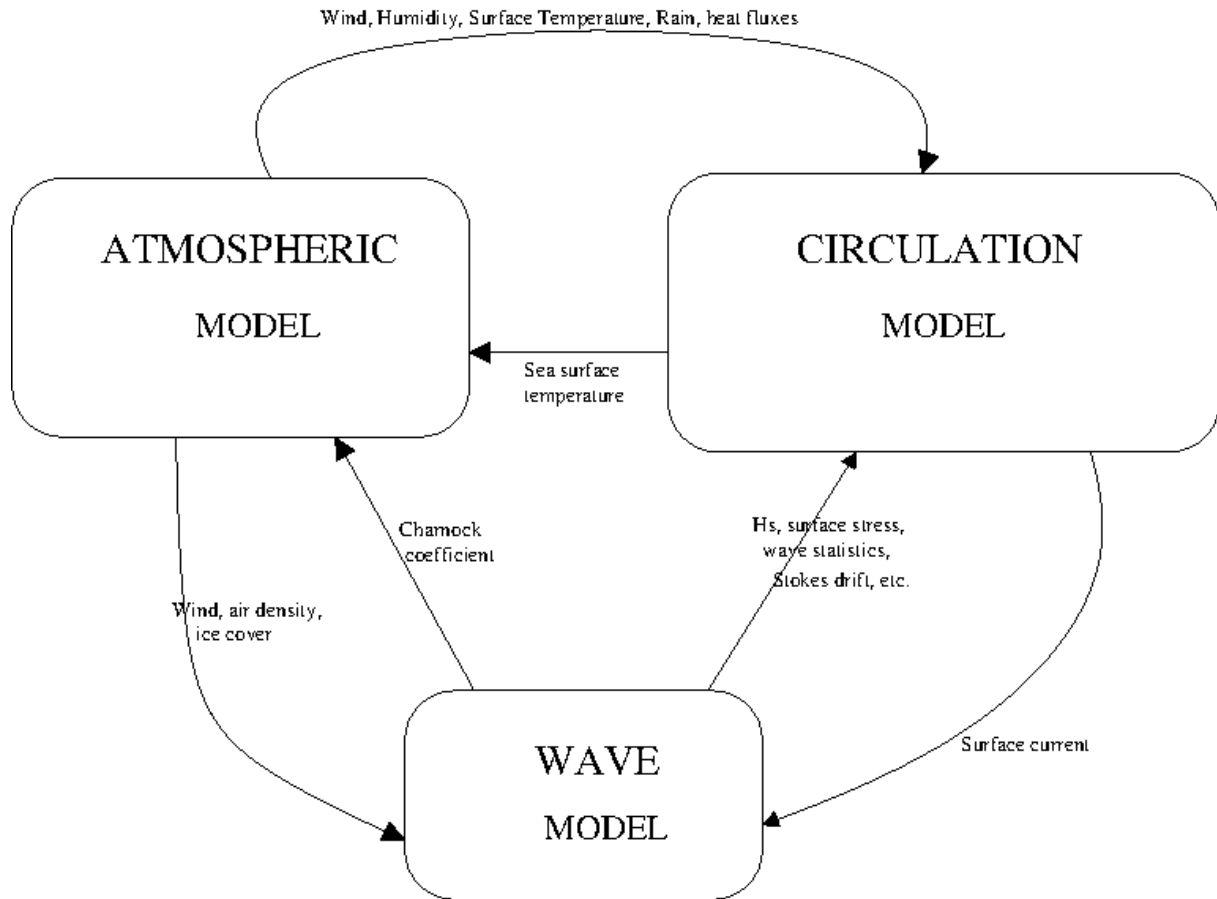 Wind, Humidity, Surface Temperature, Rain, heat fluxes
ATMOSPHERIC
MODEL
CIRCULATION
MODEL
Sea surface
temperature
Charnock
coefficient
Hs, surface stress,
wave statistics,
Stokes drift, etc.
Wind, air density,
ice cover
Surface current
WAVE
MODEL